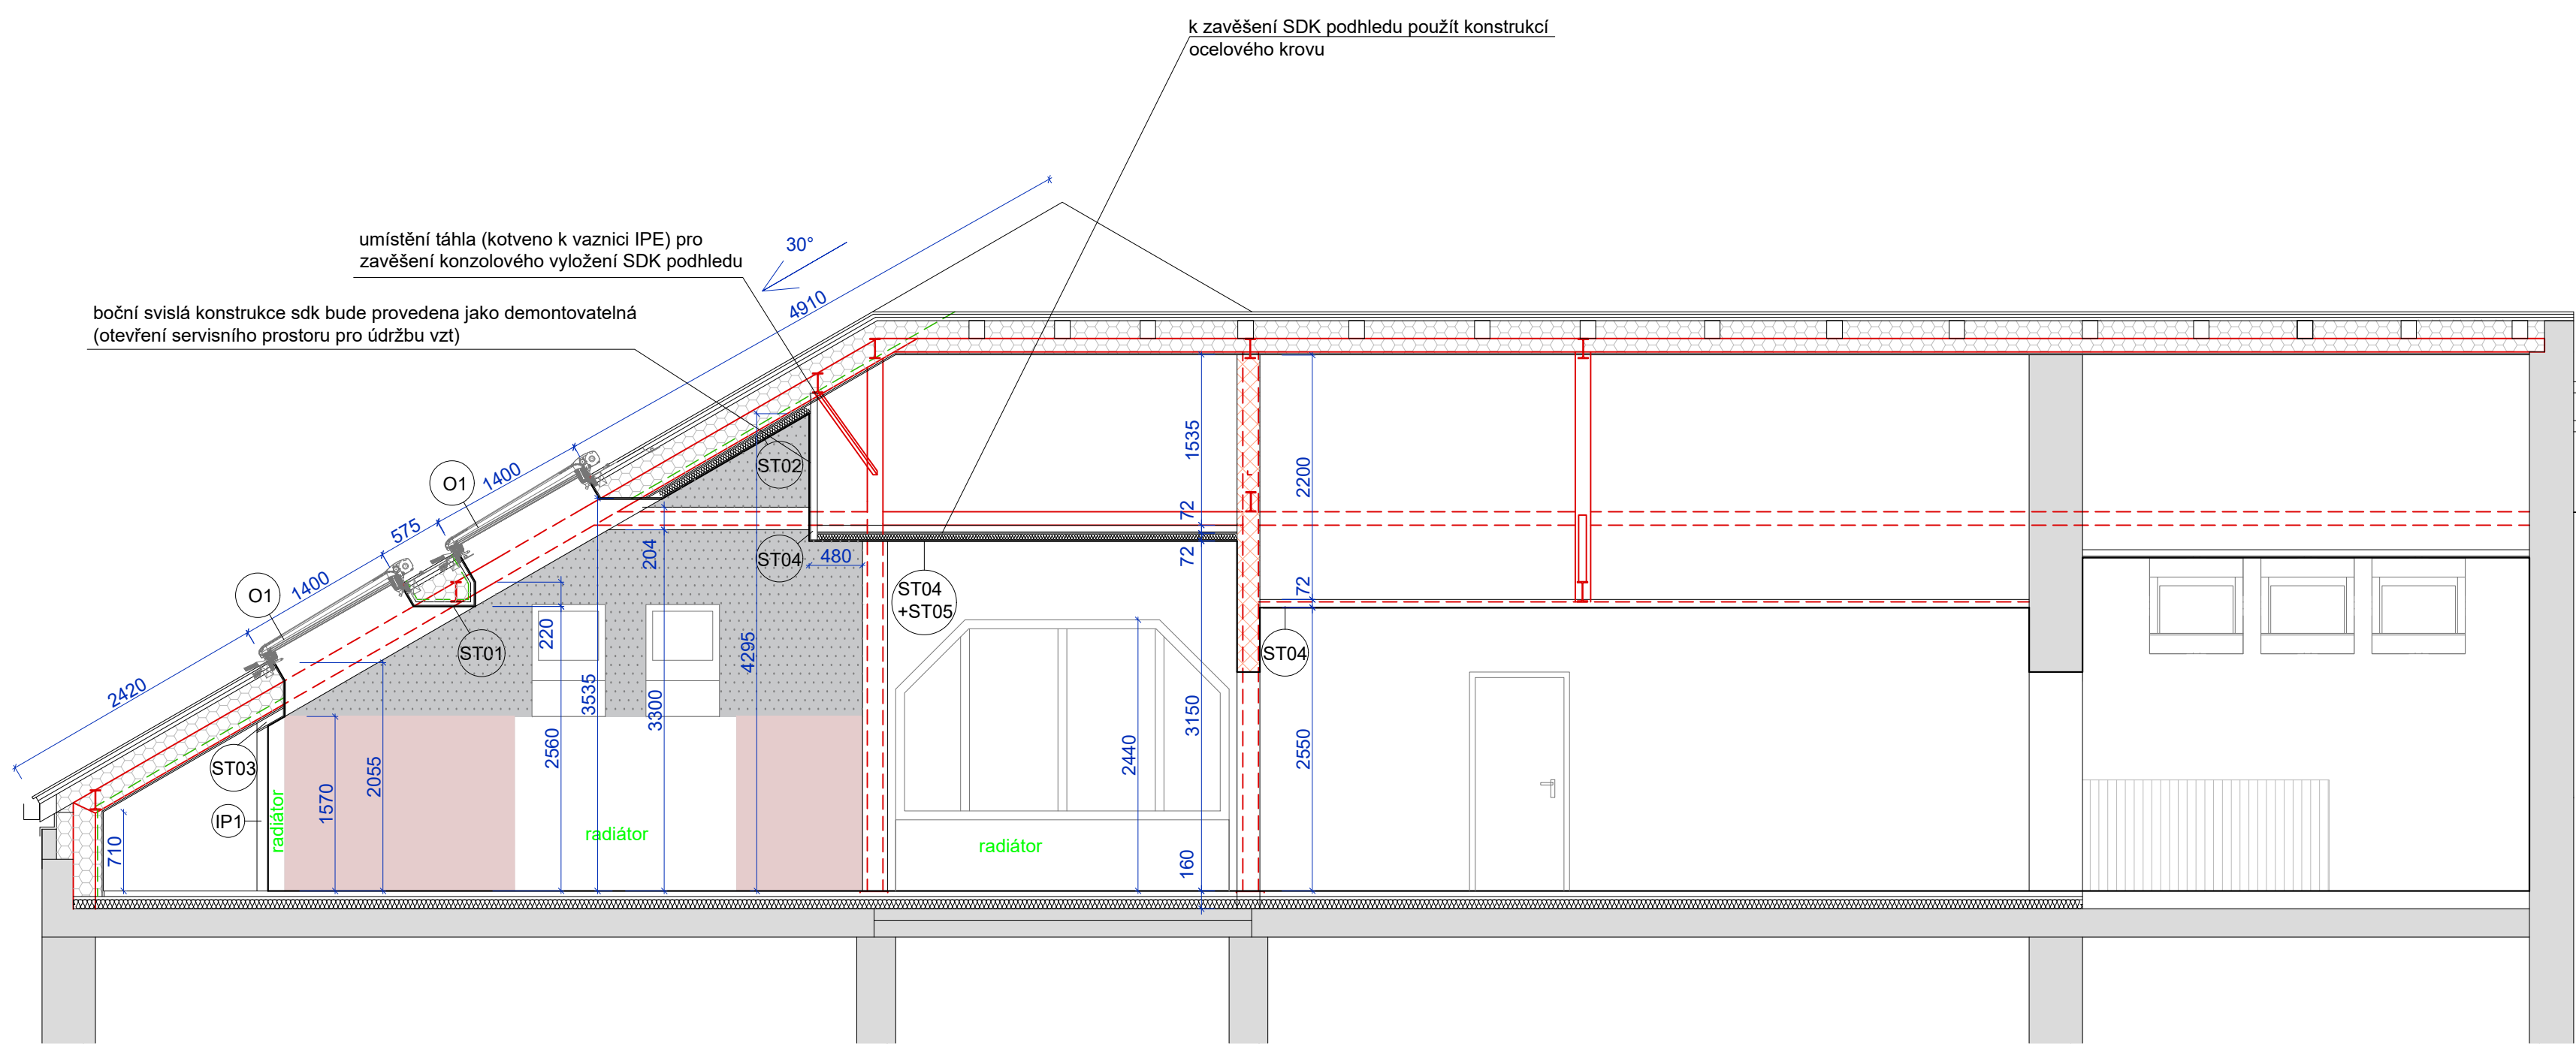 k zavěšení SDK podhledu použít konstrukcí
ocelového krovu
umístění táhla (kotveno k vaznici IPE) pro
zavěšení konzolového vyložení SDK podhledu
30°
4910
boční svislá konstrukce sdk bude provedena jako demontovatelná
(otevření servisního prostoru pro údržbu vzt)
1400
O1
575
1400
O1
2420
ST02
ST04
480
204
1535
72
72
2200
72
ST04
+ST05
ST04
ST01
220
4295
3535
3300
2560
2055
1570
ST03
IP1
710
radiátor
radiátor
radiátor
2440
3150
160
2550